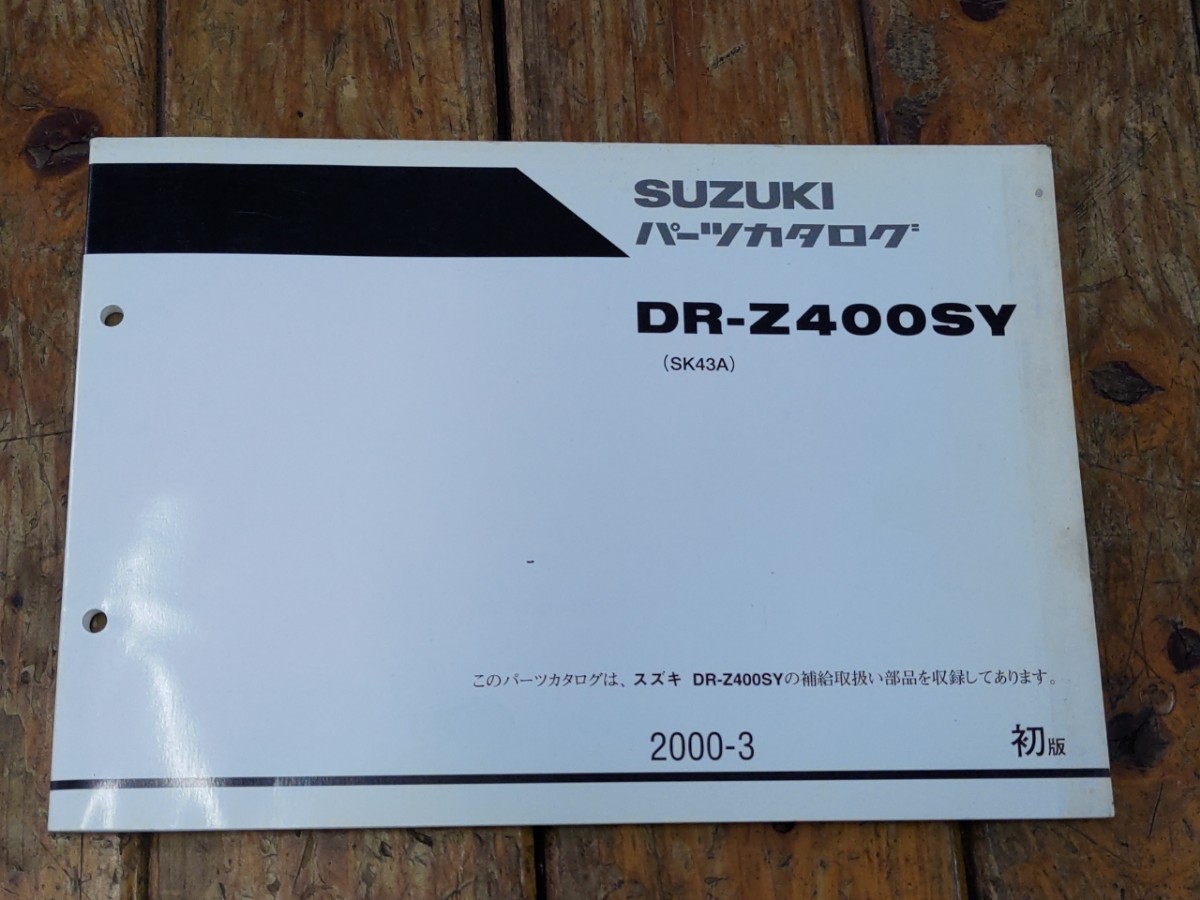 SUZUKI
パーツカタログ
DR-Z400SY
（SK43A）
このパーツカタログは、スズキ DR-Z400SYの補給取扱い部品を収録してあります。
2000-3 初版